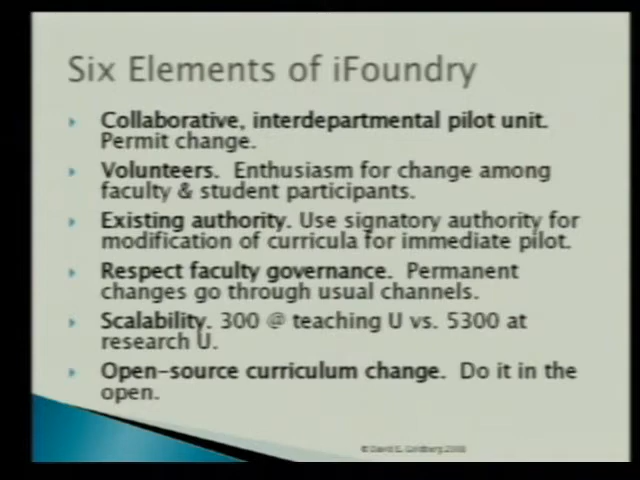 Six Elements of iFoundry
Collaborative, interdepartmental pilot unit.
Permit change.
Volunteers. Enthusiasm for change among
faculty & student participants.
Existing authority. Use signatory authority for
modification of curricula for immediate pilot.
Respect faculty governance. Permanent
changes go through usual channels.
Scalability. 300 @ teaching U vs. 5300 at
research U.
Open-source curriculum change. Do it in the
open.
© David E. Goldberg 2008